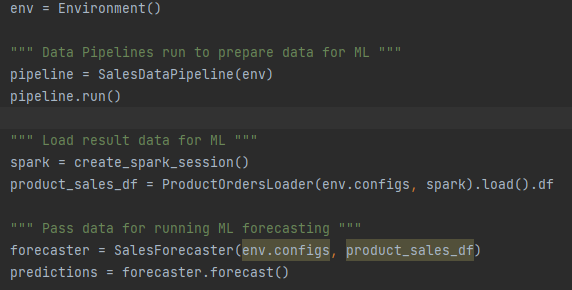 env = Environment()
""" Data Pipelines run to prepare data for ML """
pipeline = SalesDataPipeline(env)
pipeline.run()
""" Load result data for ML """
spark = create_spark_session()
product_sales_df = ProductOrdersLoader(env.configs, spark).load().df
""" Pass data for running ML forecasting """
forecaster = SalesForecaster(env.configs, product_sales_df)
predictions = forecaster.forecast()